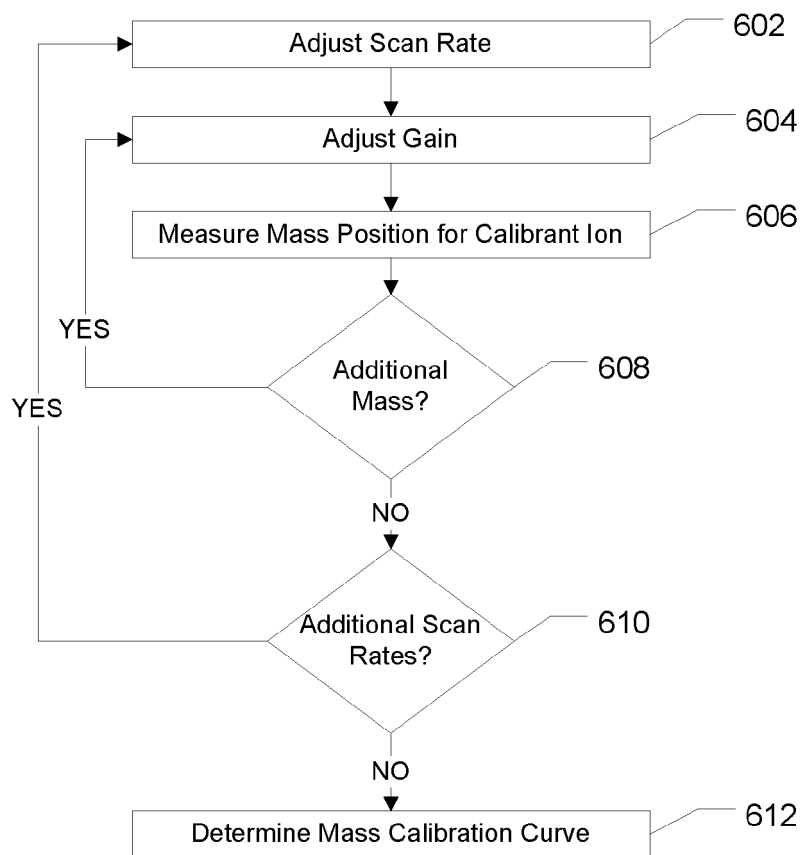 Adjust Scan Rate
602
Adjust Gain
604
Measure Mass Position for Calibrant Ion
606
YES
Additional
Mass?
608
YES
NO
Additional Scan
Rates?
610
NO
Determine Mass Calibration Curve
612